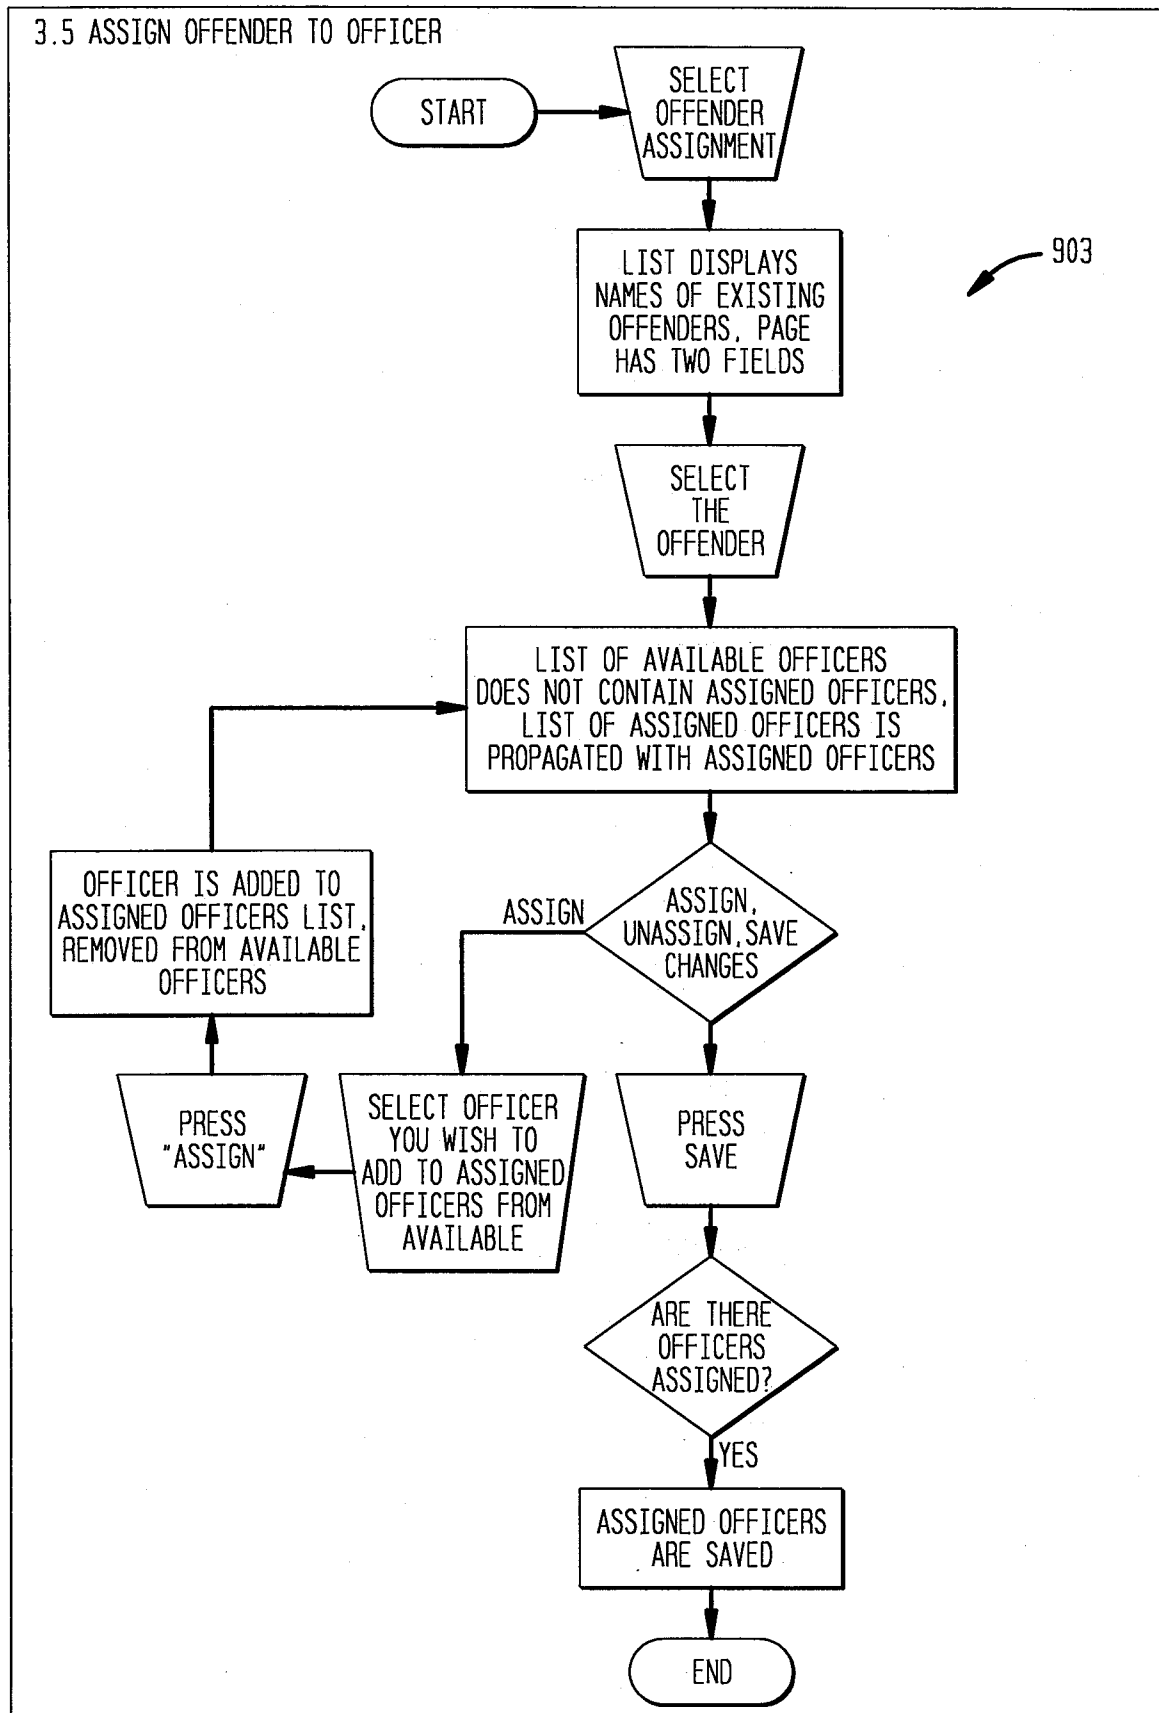 3.5 ASSIGN OFFENDER TO OFFICER
START
SELECT
OFFENDER
ASSIGNMENT
LIST DISPLAYS
NAMES OF EXISTING
OFFENDERS, PAGE
HAS TWO FIELDS
903
SELECT
THE
OFFENDER
LIST OF AVAILABLE OFFICERS
DOES NOT CONTAIN ASSIGNED OFFICERS,
LIST OF ASSIGNED OFFICERS IS
PROPAGATED WITH ASSIGNED OFFICERS
ASSIGN,
UNASSIGN, SAVE
CHANGES
ASSIGN
OFFICER IS ADDED TO
ASSIGNED OFFICERS LIST,
REMOVED FROM AVAILABLE
OFFICERS
PRESS
"ASSIGN"
SELECT OFFICER
YOU WISH TO
ADD TO ASSIGNED
OFFICERS FROM
AVAILABLE
PRESS
SAVE
ARE THERE
OFFICERS
ASSIGNED?
YES
ASSIGNED OFFICERS
ARE SAVED
END